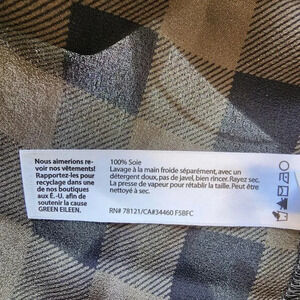 Nous aimerions re-
voir nos vêtements!
Rapportez-les pour
recyclage dans une
de nos boutiques
aux É. -U. afin de
soutenir la cause
GREEN EILEEN.
100% Soie
Lavage à la main froide séparément, avec un
détergent doux, pas de javel, bien rincer. Rayez sec.
La presse de vapeur pour rétablir la taille. Peut être
nettoyé à sec.
RN# 78121/CA#34460 F5BFC